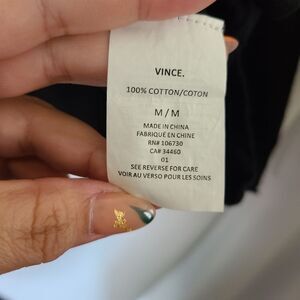 VINCE.
100% COTTON/COTON
M / M
MADE IN CHINA
FABRIQUÉ EN CHINE
RN# 106730
CA# 34460
01
SEE REVERSE FOR CARE
VOIR AU VERSO POUR LES SOINS